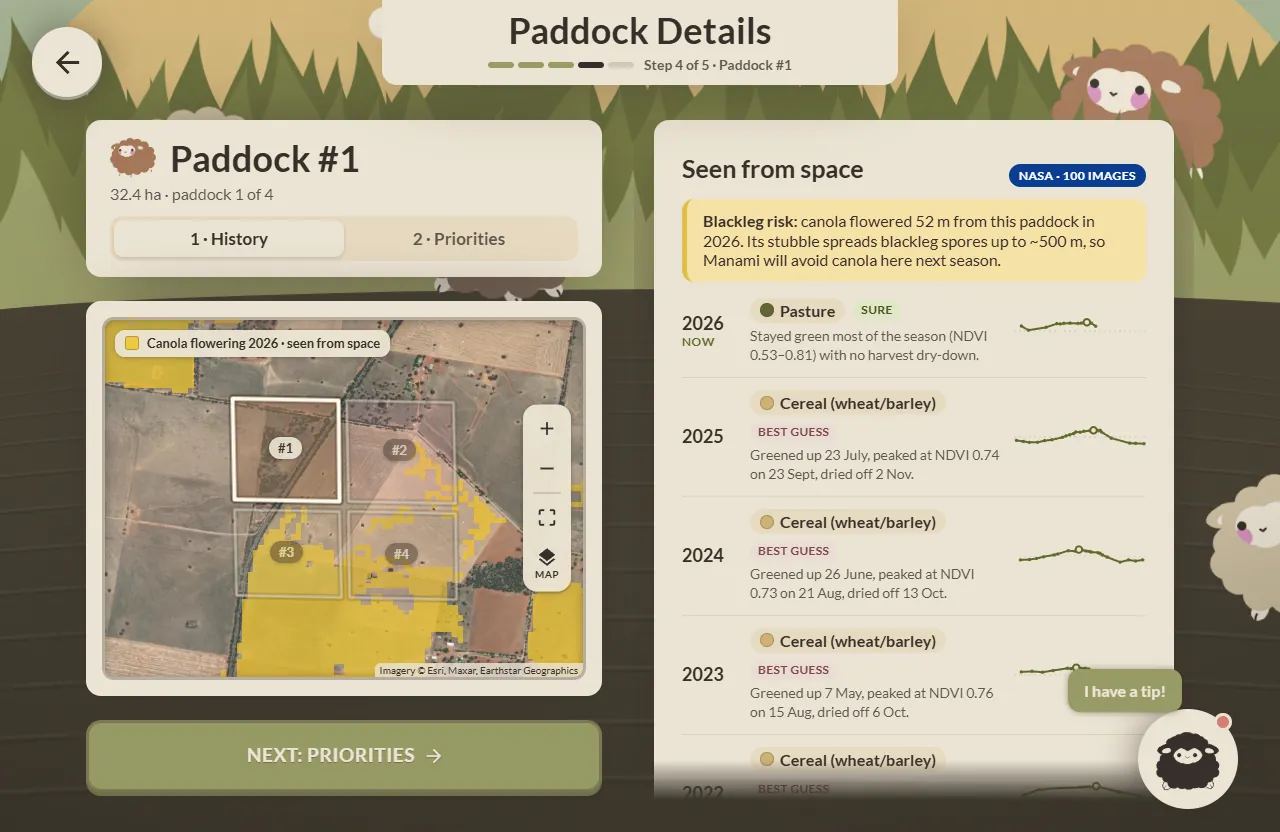 Paddock Details
Step 4 of 5 · Paddock #1
Paddock #1
32.4 ha · paddock 1 of 4
1 · History
2 · Priorities
Canola flowering 2026 · seen from space
#1
#2
#3
#4
MAP
Imagery © Esri, Maxar, Earthstar Geographics
NEXT: PRIORITIES →
Seen from space
NASA · 100 IMAGES
Blackleg risk: canola flowered 52 m from this paddock in
2026. Its stubble spreads blackleg spores up to ~500 m, so
Manami will avoid canola here next season.
2026
NOW
Pasture
SURE
Stayed green most of the season (NDVI
0.53–0.81) with no harvest dry-down.
2025
Cereal (wheat/barley)
BEST GUESS
Greened up 23 July, peaked at NDVI 0.74
on 23 Sept, dried off 2 Nov.
2024
Cereal (wheat/barley)
BEST GUESS
Greened up 26 June, peaked at NDVI
0.73 on 21 Aug, dried off 13 Oct.
2023
Cereal (wheat/barley)
BEST GUESS
Greened up 7 May, peaked at NDVI 0.76
on 15 Aug, dried off 6 Oct.
2022
Cereal (wheat/barley)
BEST GUESS
I have a tip!